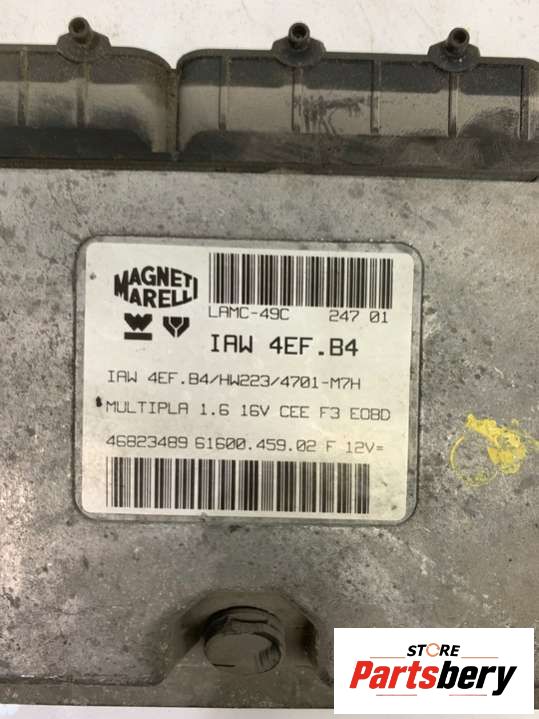 MAGNETI
MARELLI
LAMC-49C 247 01
IAW 4EF.B4
IAW 4EF.B4/HW223/4701-M7H
MULTIPLA 1.6 16V CEE F3 EOBD
46823489 61600.459.02 F 12V=
STORE
Partsbery